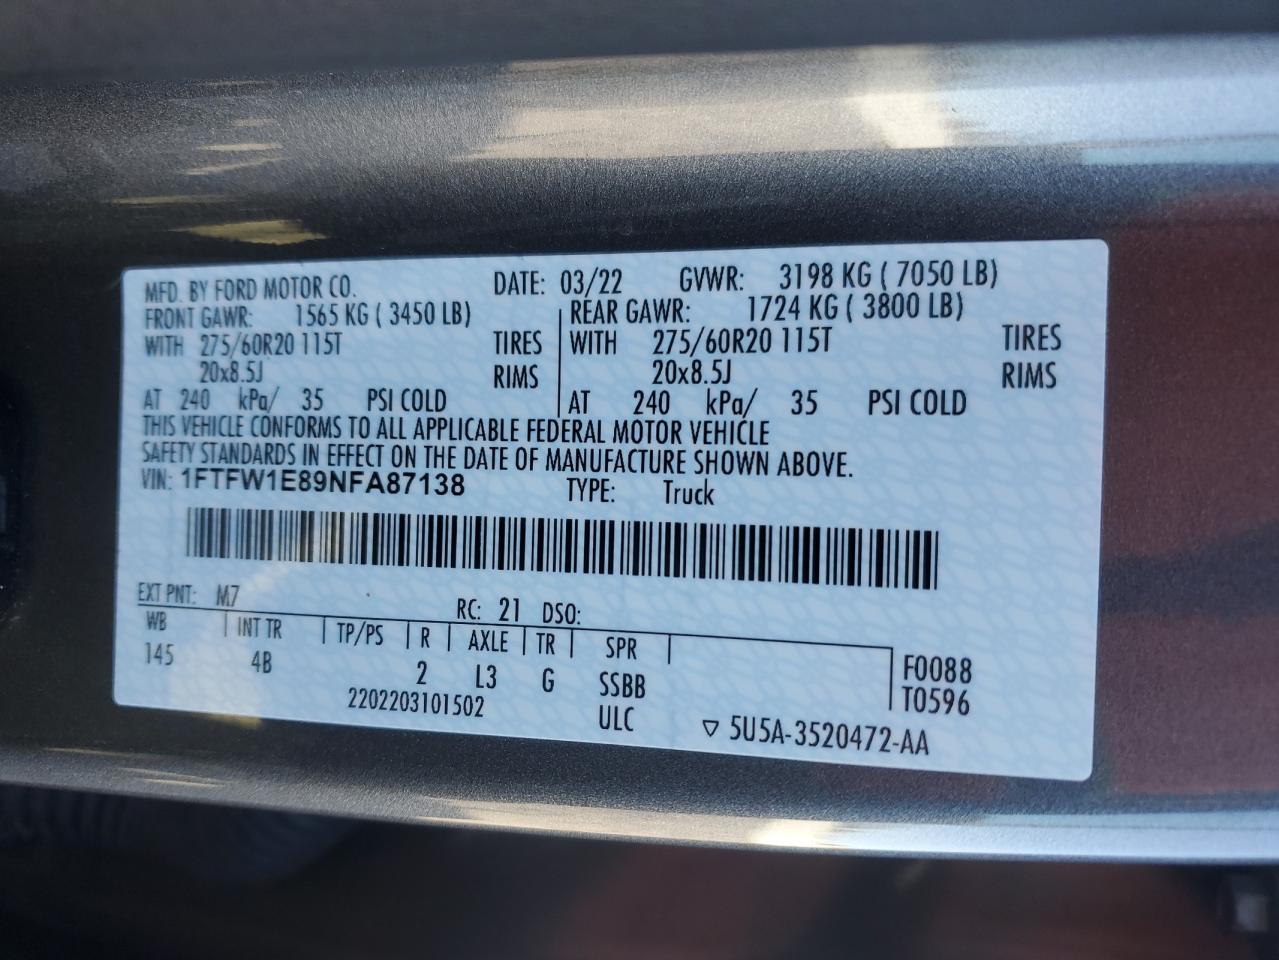 MFD. BY FORD MOTOR CO. DATE: 03/22 GVWR: 3198 KG ( 7050 LB)
FRONT GAWR: 1565 KG ( 3450 LB) REAR GAWR: 1724 KG ( 3800 LB)
WITH 275/60R20 115T TIRES WITH 275/60R20 115T TIRES
20x8.5J RIMS 20x8.5J RIMS
AT 240 kPa/ 35 PSI COLD AT 240 kPa/ 35 PSI COLD
THIS VEHICLE CONFORMS TO ALL APPLICABLE FEDERAL MOTOR VEHICLE
SAFETY STANDARDS IN EFFECT ON THE DATE OF MANUFACTURE SHOWN ABOVE.
VIN: 1FTFW1E89NFA87138 TYPE: Truck
EXT PNT: M7 RC: 21 DSO:
WB INT TR TP/PS R AXLE TR SPR
145 4B 2 L3 G SSBB F0088
2202203101502 ULC T0596
▽ 5U5A-3520472-AA